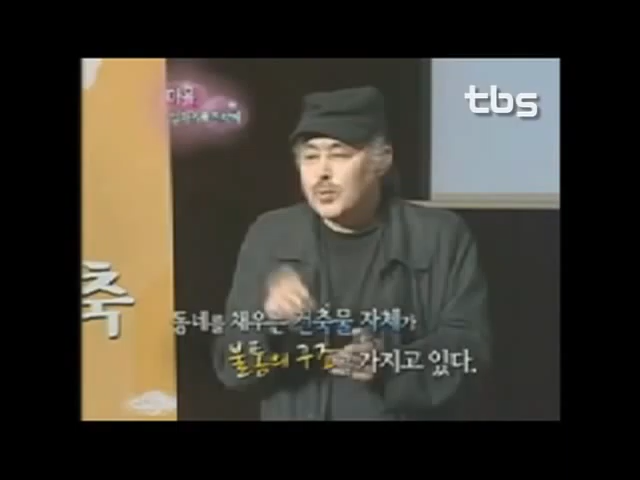 tbs
축
동네를 채우는 건축물 자체가
불통의 구조 가지고 있다.